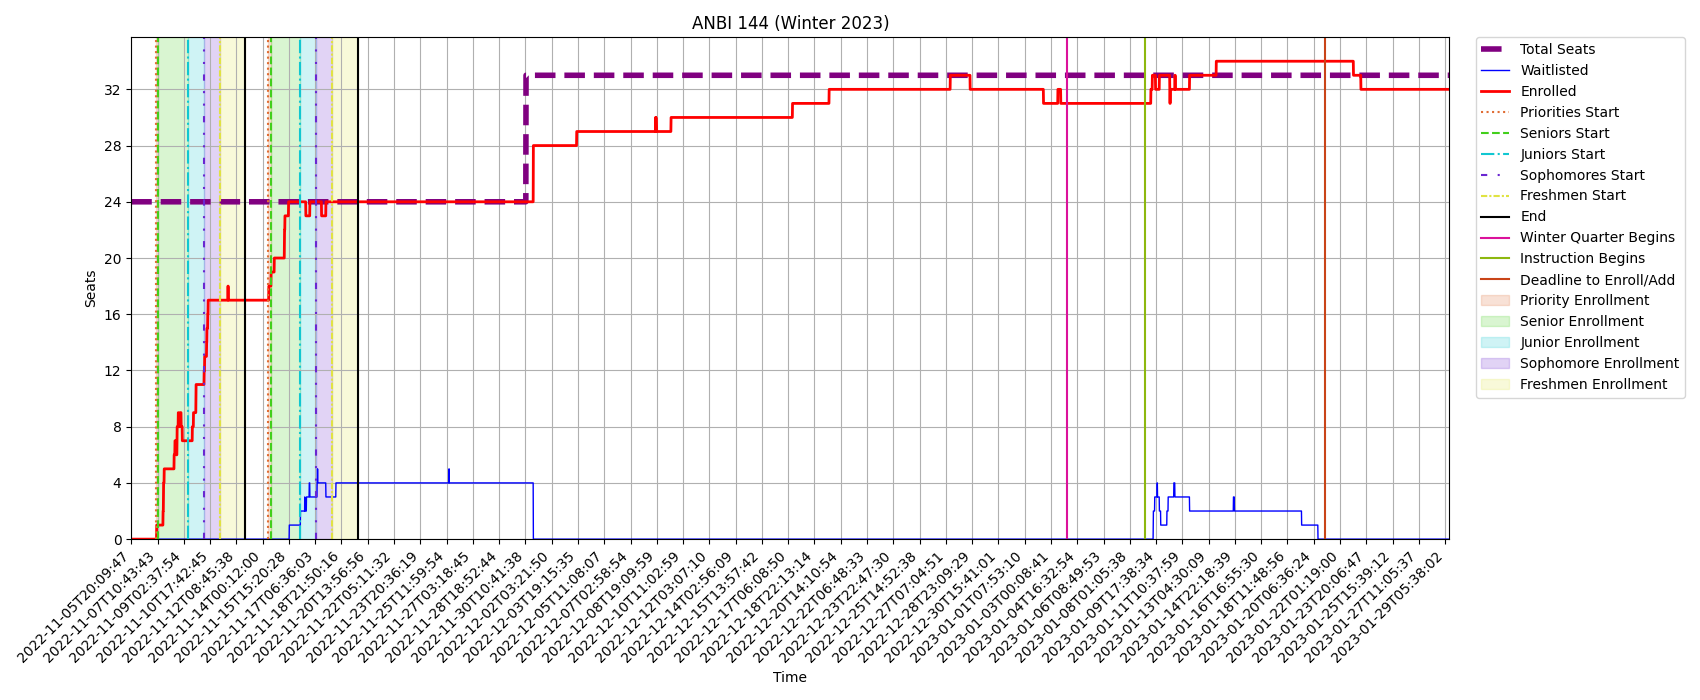 ANBI 144 (Winter 2023)
Seats
32
28
24
20
16
12
8
4
0
2022-11-05T20:09:47
2022-11-07T10:43:43
2022-11-09T02:37:54
2022-11-10T17:42:45
2022-11-12T08:45:38
2022-11-14T00:12:00
2022-11-15T15:20:28
2022-11-17T06:36:03
2022-11-18T21:50:16
2022-11-20T13:56:56
2022-11-22T05:11:32
2022-11-23T20:36:19
2022-11-25T11:59:54
2022-11-27T03:18:45
2022-11-28T18:52:44
2022-11-30T10:41:38
2022-12-02T03:21:50
2022-12-03T19:15:35
2022-12-05T11:08:07
2022-12-07T02:58:54
2022-12-08T19:09:59
2022-12-10T11:02:59
2022-12-12T03:07:10
2022-12-14T02:56:09
2022-12-15T13:57:42
2022-12-17T06:08:50
2022-12-18T22:13:14
2022-12-20T14:10:54
2022-12-22T06:48:33
2022-12-23T22:47:30
2022-12-25T14:52:38
2022-12-27T07:04:51
2022-12-28T23:09:29
2022-12-30T15:41:01
2023-01-01T07:53:10
2023-01-03T00:08:41
2023-01-04T16:32:54
2023-01-06T08:49:53
2023-01-08T01:05:38
2023-01-09T17:38:34
2023-01-11T10:37:59
2023-01-13T04:30:09
2023-01-14T22:18:39
2023-01-16T16:55:30
2023-01-18T11:48:56
2023-01-20T06:36:24
2023-01-22T01:19:00
2023-01-23T20:06:47
2023-01-25T15:39:12
2023-01-27T11:05:37
2023-01-29T05:38:02
Time
Total Seats
Waitlisted
Enrolled
Priorities Start
Seniors Start
Juniors Start
Sophomores Start
Freshmen Start
End
Winter Quarter Begins
Instruction Begins
Deadline to Enroll/Add
Priority Enrollment
Senior Enrollment
Junior Enrollment
Sophomore Enrollment
Freshmen Enrollment